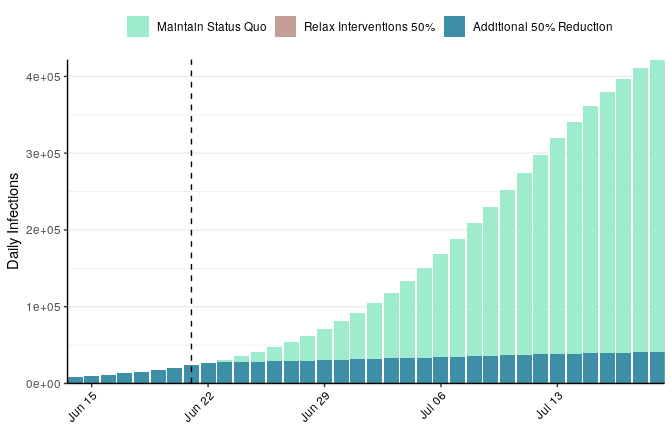 Maintain Status Quo Relax Interventions 50% Additional 50% Reduction
4e+05
3e+05
2e+05
1e+05
0e+00
Daily Infections
Jun 15 Jun 22 Jun 29 Jul 06 Jul 13